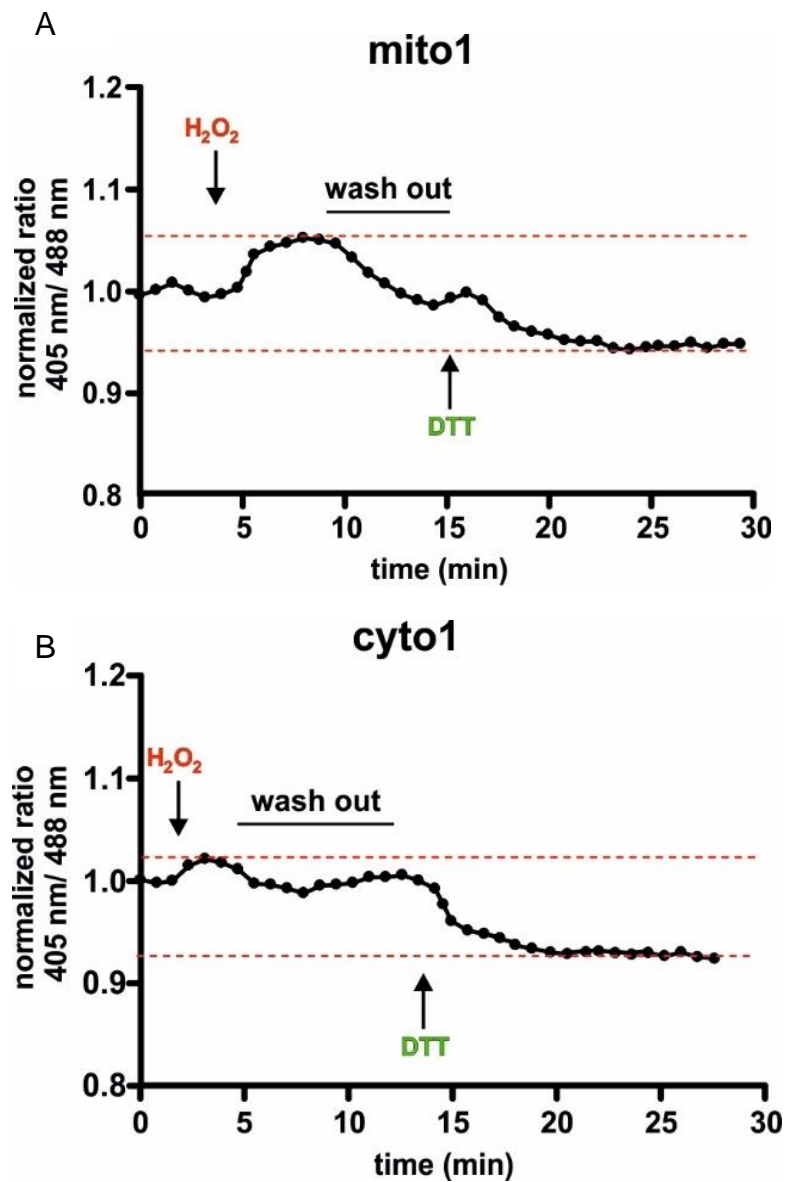 A
mito1
1.2
H₂O₂
1.1
wash out
normalized ratio
405 nm/ 488 nm
1.0
0.9
DTT
0.8
0 5 10 15 20 25 30
time (min)
B
cyto1
1.2
H₂O₂
1.1
wash out
normalized ratio
405 nm/ 488 nm
1.0
0.9
DTT
0.8
0 5 10 15 20 25 30
time (min)